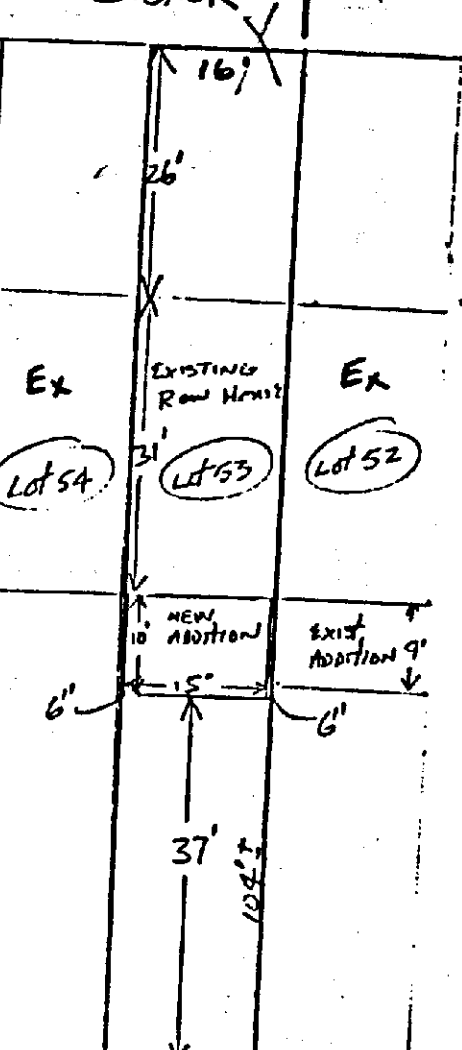 16'
26'
Ex
EXISTING
Row House
Ex
Lot 54
31'
Lot 53
Lot 52
10'
NEW
ADDITION
EXIST
ADDITION
9'
15'
6"
6"
37'
104'±